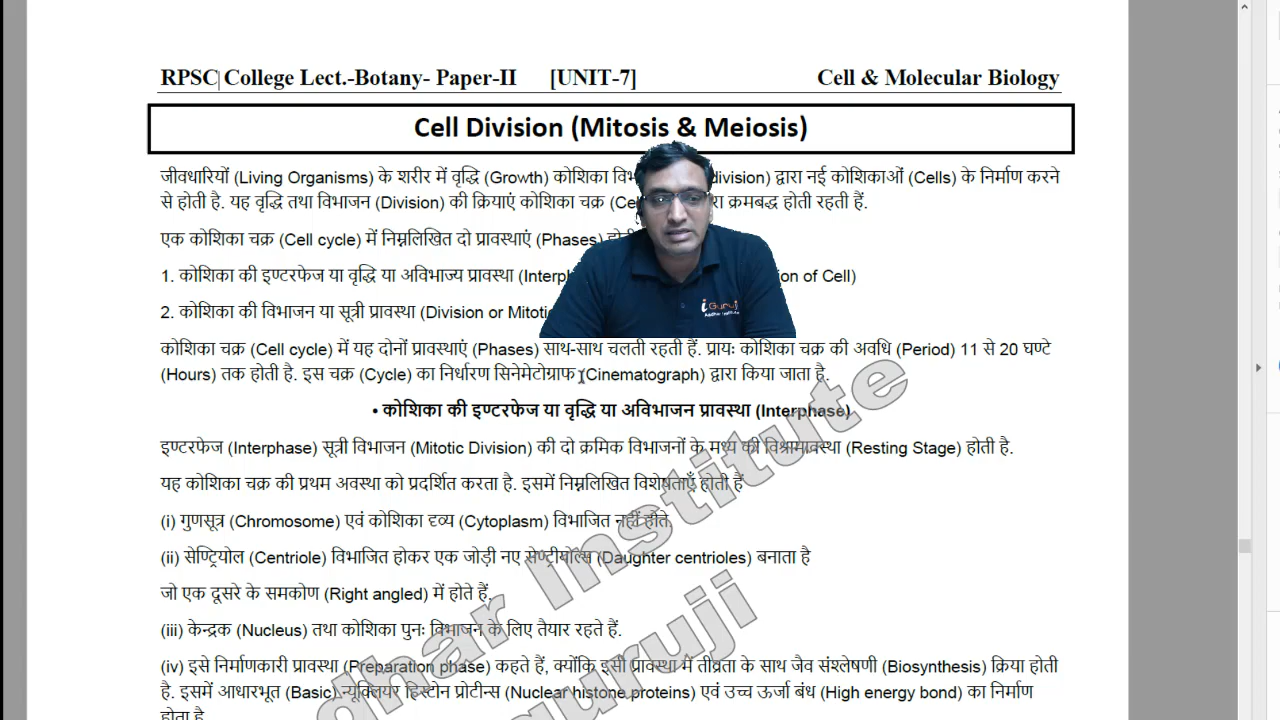 RPSC College Lect.-Botany- Paper-II [UNIT-7] Cell & Molecular Biology
Cell Division (Mitosis & Meiosis)
जीवधारियों (Living Organisms) के शरीर में वृद्धि (Growth) कोशिका division) द्वारा नई कोशिकाओं (Cells) के निर्माण करने
से होती है. यह वृद्धि तथा विभाजन (Division) की क्रियाएं कोशिका चक्र क्रमबद्ध होती रहती हैं.
एक कोशिका चक्र (Cell cycle) में निम्नलिखित दो प्रावस्थाएं (Phases)
1. कोशिका की इण्टरफेज या वृद्धि या अविभाज्य प्रावस्था of Cell)
2. कोशिका की विभाजन या सूत्री प्रावस्था (Division or
कोशिका चक्र (Cell cycle) में यह दोनों प्रावस्थाएं (Phases) साथ-साथ चलती रहती हैं. प्रायः कोशिका चक्र की अवधि (Period) 11 से 20 घण्टे
(Hours) तक होती है. इस चक्र (Cycle) का निर्धारण सिनेमेटोग्राफ (Cinematograph) द्वारा किया जाता है.
• कोशिका की इण्टरफेज या वृद्धि या अविभाजन प्रावस्था (Interphase)
इण्टरफेज (Interphase) सूत्री विभाजन (Mitotic Division) की दो क्रमिक विभाजनों के मध्य की विश्रामावस्था (Resting Stage) होती है.
यह कोशिका चक्र की प्रथम अवस्था को प्रदर्शित करता है. इसमें निम्नलिखित विशेषताएँ होती हैं
(i) गुणसूत्र (Chromosome) एवं कोशिका द्रव्य (Cytoplasm) विभाजित नहीं होते.
(ii) सेण्ट्रियोल (Centriole) विभाजित होकर एक जोड़ी नए सेण्ट्रीयोल्स (Daughter centrioles) बनाता है
जो एक दूसरे के समकोण (Right angled) में होते हैं.
(iii) केन्द्रक (Nucleus) तथा कोशिका पुनः विभाजन के लिए तैयार रहते हैं.
(iv) इसे निर्माणकारी प्रावस्था (Preparation phase) कहते हैं, क्योंकि इसी प्रावस्था में तीव्रता के साथ जैव संश्लेषणी (Biosynthesis) क्रिया होती
है. इसमें आधारभूत (Basic) न्यूक्लियर हिस्टोन प्रोटीन्स (Nuclear histone proteins) एवं उच्च ऊर्जा बंध (High energy bond) का निर्माण
होता है.
dhar Institute
guruji
iGuruji